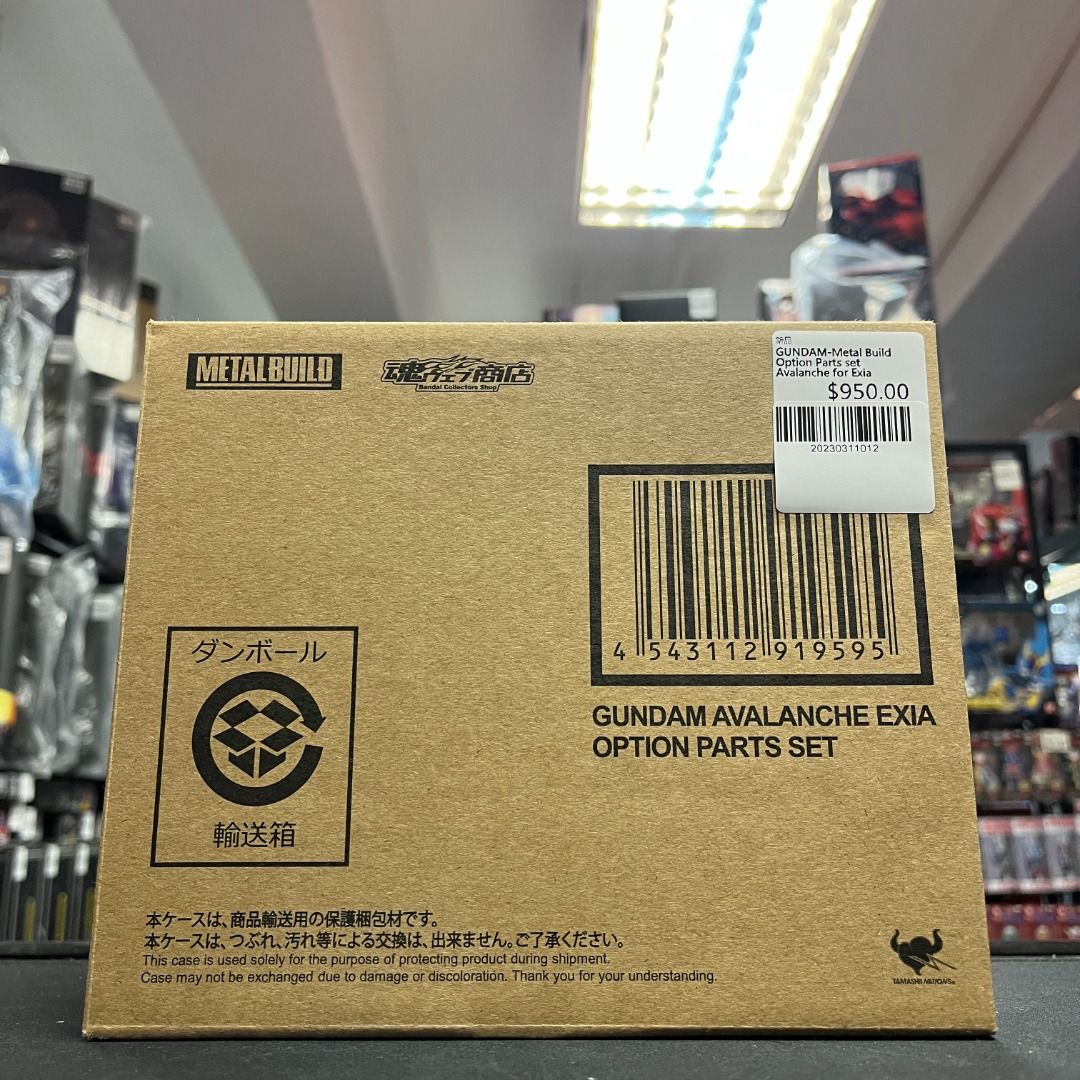 METAL BUILD
魂ウェブ商店
Bandai Collectors Shop
新品
GUNDAM-Metal Build
Option Parts set
Avalanche for Exia
$950.00
20230311012
4 543112 919595
GUNDAM AVALANCHE EXIA
OPTION PARTS SET
ダンボール
輸送箱
本ケースは、商品輸送用の保護梱包材です。
本ケースは、つぶれ、汚れ等による交換は、出来ません。ご了承ください。
This case is used solely for the purpose of protecting product during shipment.
Case may not be exchanged due to damage or discoloration. Thank you for your understanding.
TAMASHII NATIONS